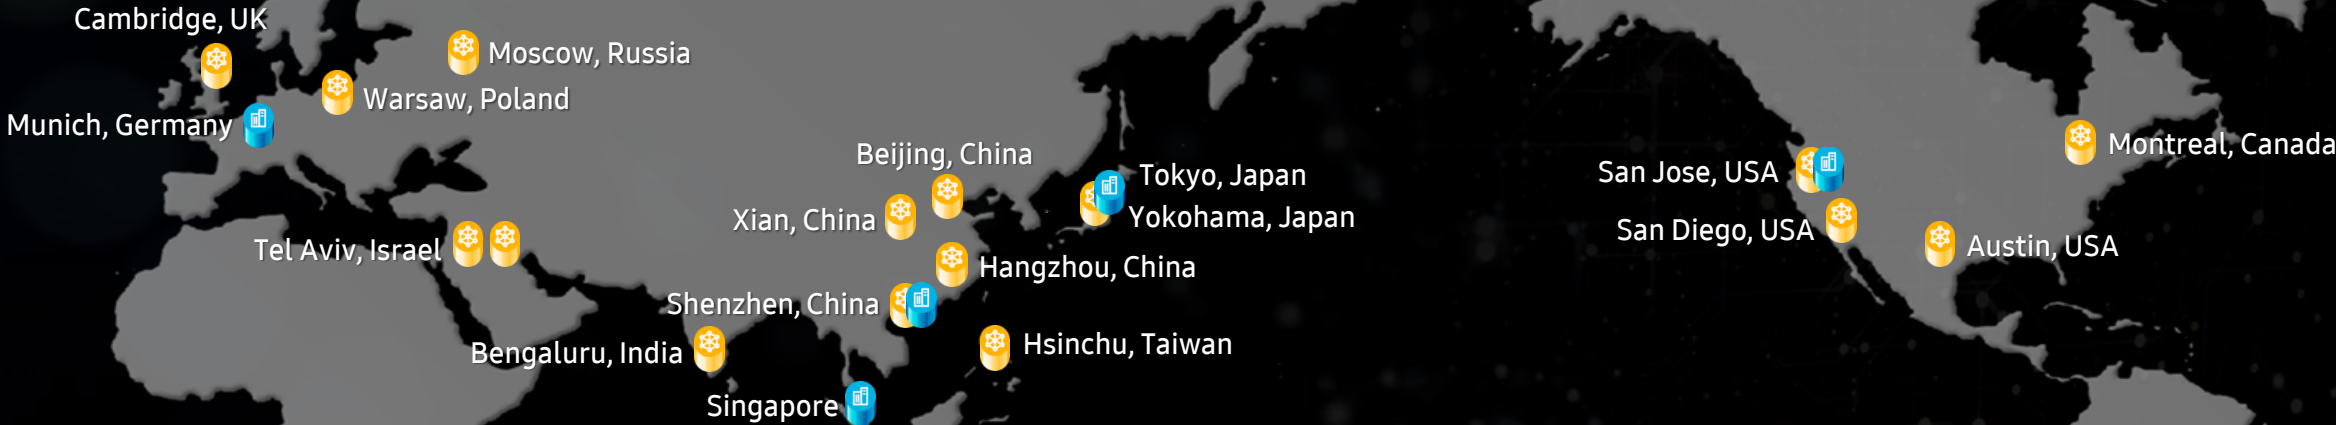 Cambridge, UK
Moscow, Russia
Warsaw, Poland
Munich, Germany
Beijing, China
Tokyo, Japan
Xian, China
Yokohama, Japan
Tel Aviv, Israel
Hangzhou, China
Shenzhen, China
Bengaluru, India
Hsinchu, Taiwan
Singapore
Montreal, Canada
San Jose, USA
San Diego, USA
Austin, USA